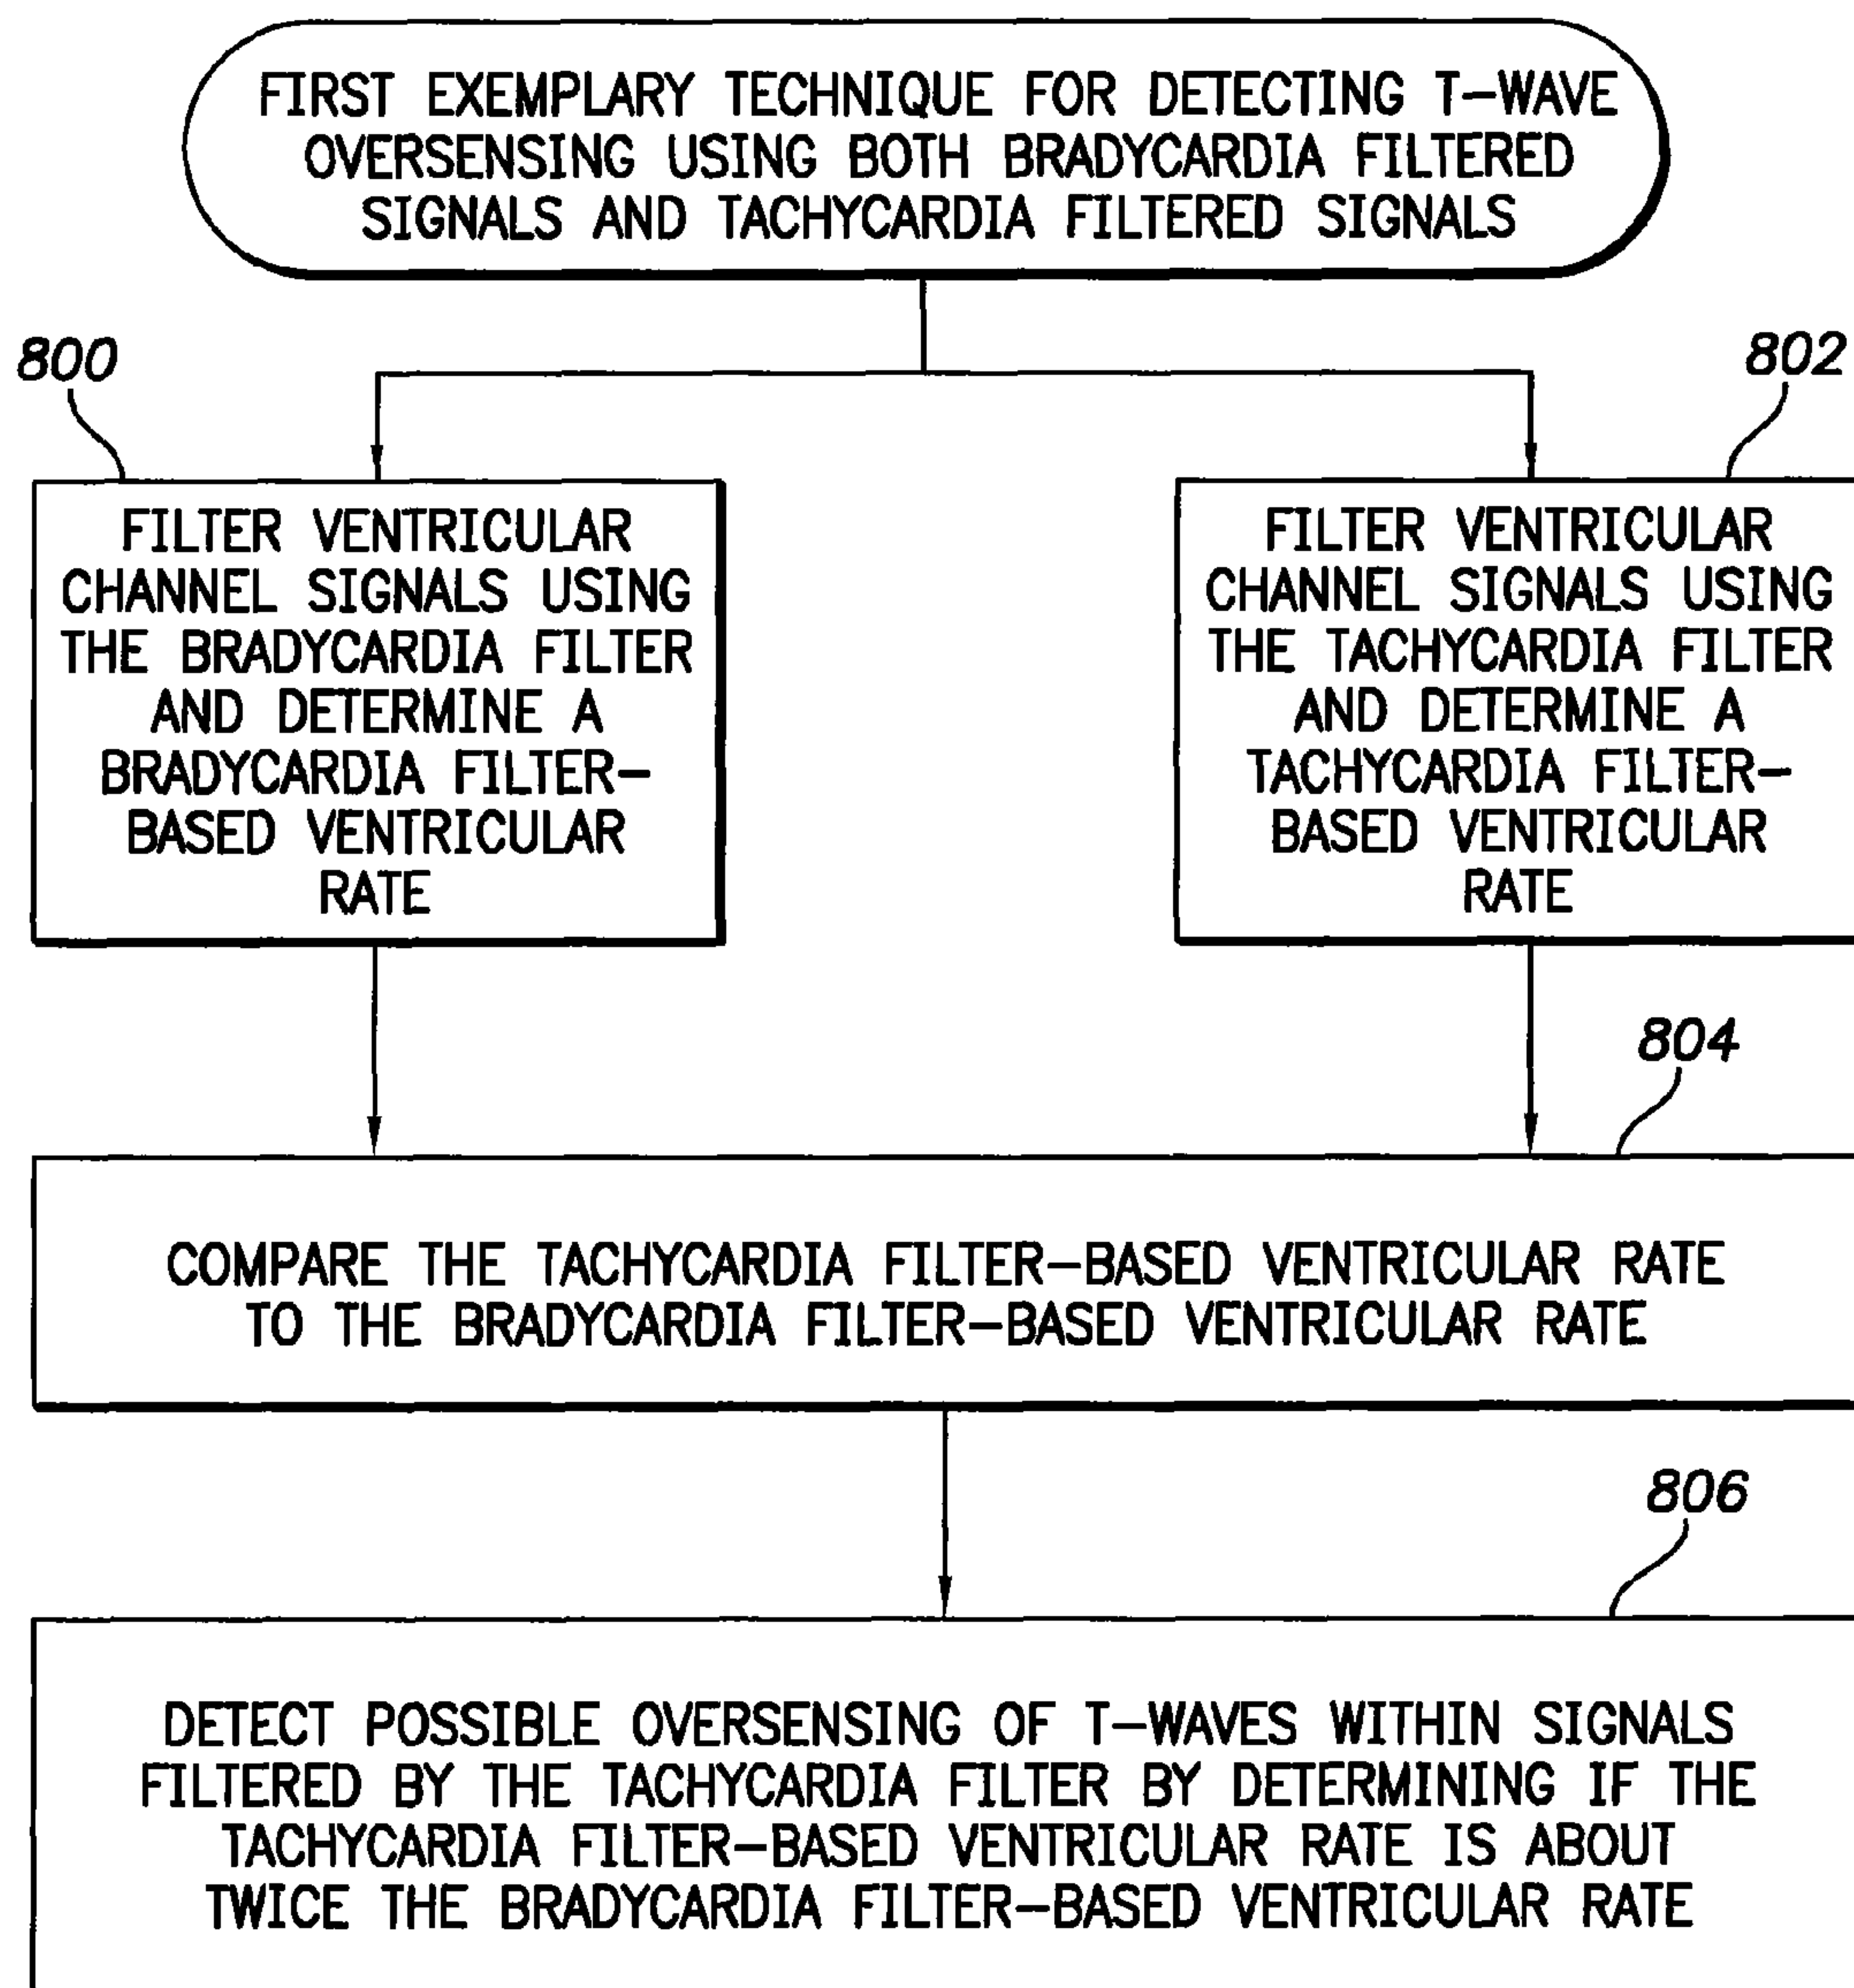 FIRST EXEMPLARY TECHNIQUE FOR DETECTING T-WAVE
OVERSENSING USING BOTH BRADYCARDIA FILTERED
SIGNALS AND TACHYCARDIA FILTERED SIGNALS
800
802
FILTER VENTRICULAR
CHANNEL SIGNALS USING
THE BRADYCARDIA FILTER
AND DETERMINE A
BRADYCARDIA FILTER-
BASED VENTRICULAR
RATE
FILTER VENTRICULAR
CHANNEL SIGNALS USING
THE TACHYCARDIA FILTER
AND DETERMINE A
TACHYCARDIA FILTER-
BASED VENTRICULAR
RATE
804
COMPARE THE TACHYCARDIA FILTER-BASED VENTRICULAR RATE
TO THE BRADYCARDIA FILTER-BASED VENTRICULAR RATE
806
DETECT POSSIBLE OVERSENSING OF T-WAVES WITHIN SIGNALS
FILTERED BY THE TACHYCARDIA FILTER BY DETERMINING IF THE
TACHYCARDIA FILTER-BASED VENTRICULAR RATE IS ABOUT
TWICE THE BRADYCARDIA FILTER-BASED VENTRICULAR RATE